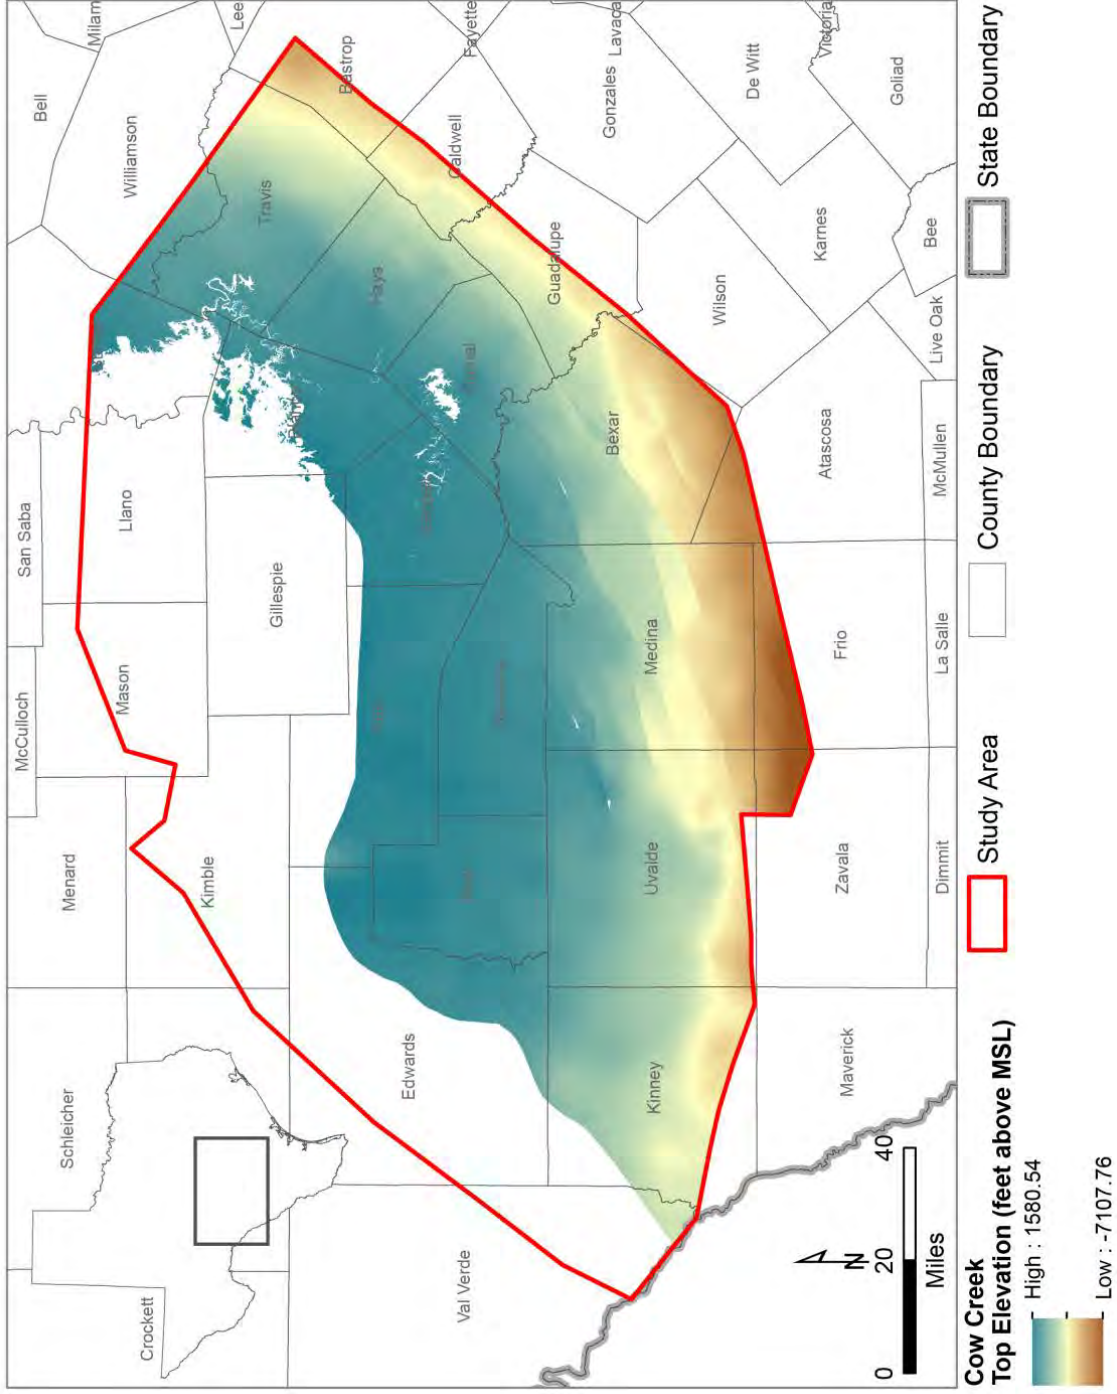 Crockett
Schleicher
Menard
McCulloch
San Saba
Bell
Milam
Lee
Williamson
Mason
Llano
Kimble
Gillespie
Travis
Bastrop
Fayette
Val Verde
Edwards
Hays
Caldwell
Lavaca
Gonzales
Guadalupe
Kinney
Uvalde
Medina
Bexar
Wilson
De Witt
Victoria
Karnes
Goliad
Maverick
Zavala
Frio
Atascosa
Bee
Dimmit
La Salle
McMullen
Live Oak
N
0 20 40
Miles
Cow Creek
Top Elevation (feet above MSL)
High : 1580.54
Low : -7107.76
Study Area
County Boundary
State Boundary